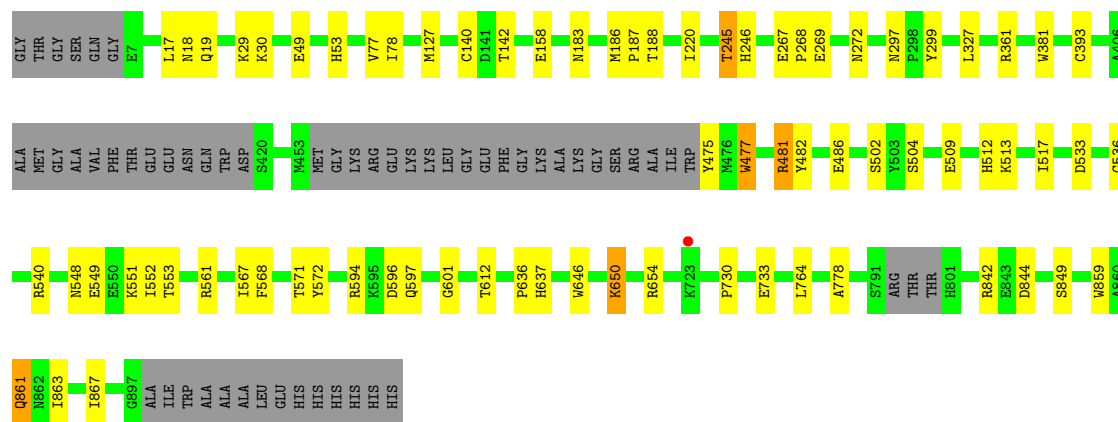 GLY THR GLY SER GLN GLY E7 L17 N18 Q19 K29 K30 E49 H53 V77 I78 M127 C140 D141 T142 E158 N183 M186 P187 T188 I220 T245 H246 E267 P268 E269 N272 N297 P298 Y299 L327 R361 W381 C393 A406
ALA MET GLY ALA VAL PHE THR GLU GLU ASN GLN TRP ASP S420 M453 MET GLY LYS ARG GLU LYS LYS LEU GLY GLU PHE GLY LYS ALA LYS GLY SER ARG ALA ILE TRP Y475 M476 W477 R481 Y482 E486 S502 Y503 S504 E509 H512 K513 I517 D533 G536
R540 N548 E549 E550 K551 I552 T553 R561 I567 F568 T571 Y572 R594 K595 D596 Q597 G601 T612 P636 H637 W646 K650 R654 K723 P730 E733 L764 A778 S791 ARG THR THR H801 R842 E843 D844 S849 W859 A860
Q861 N862 I863 I867 G897 ALA ILE TRP ALA ALA ALA LEU GLU HIS HIS HIS HIS HIS HIS